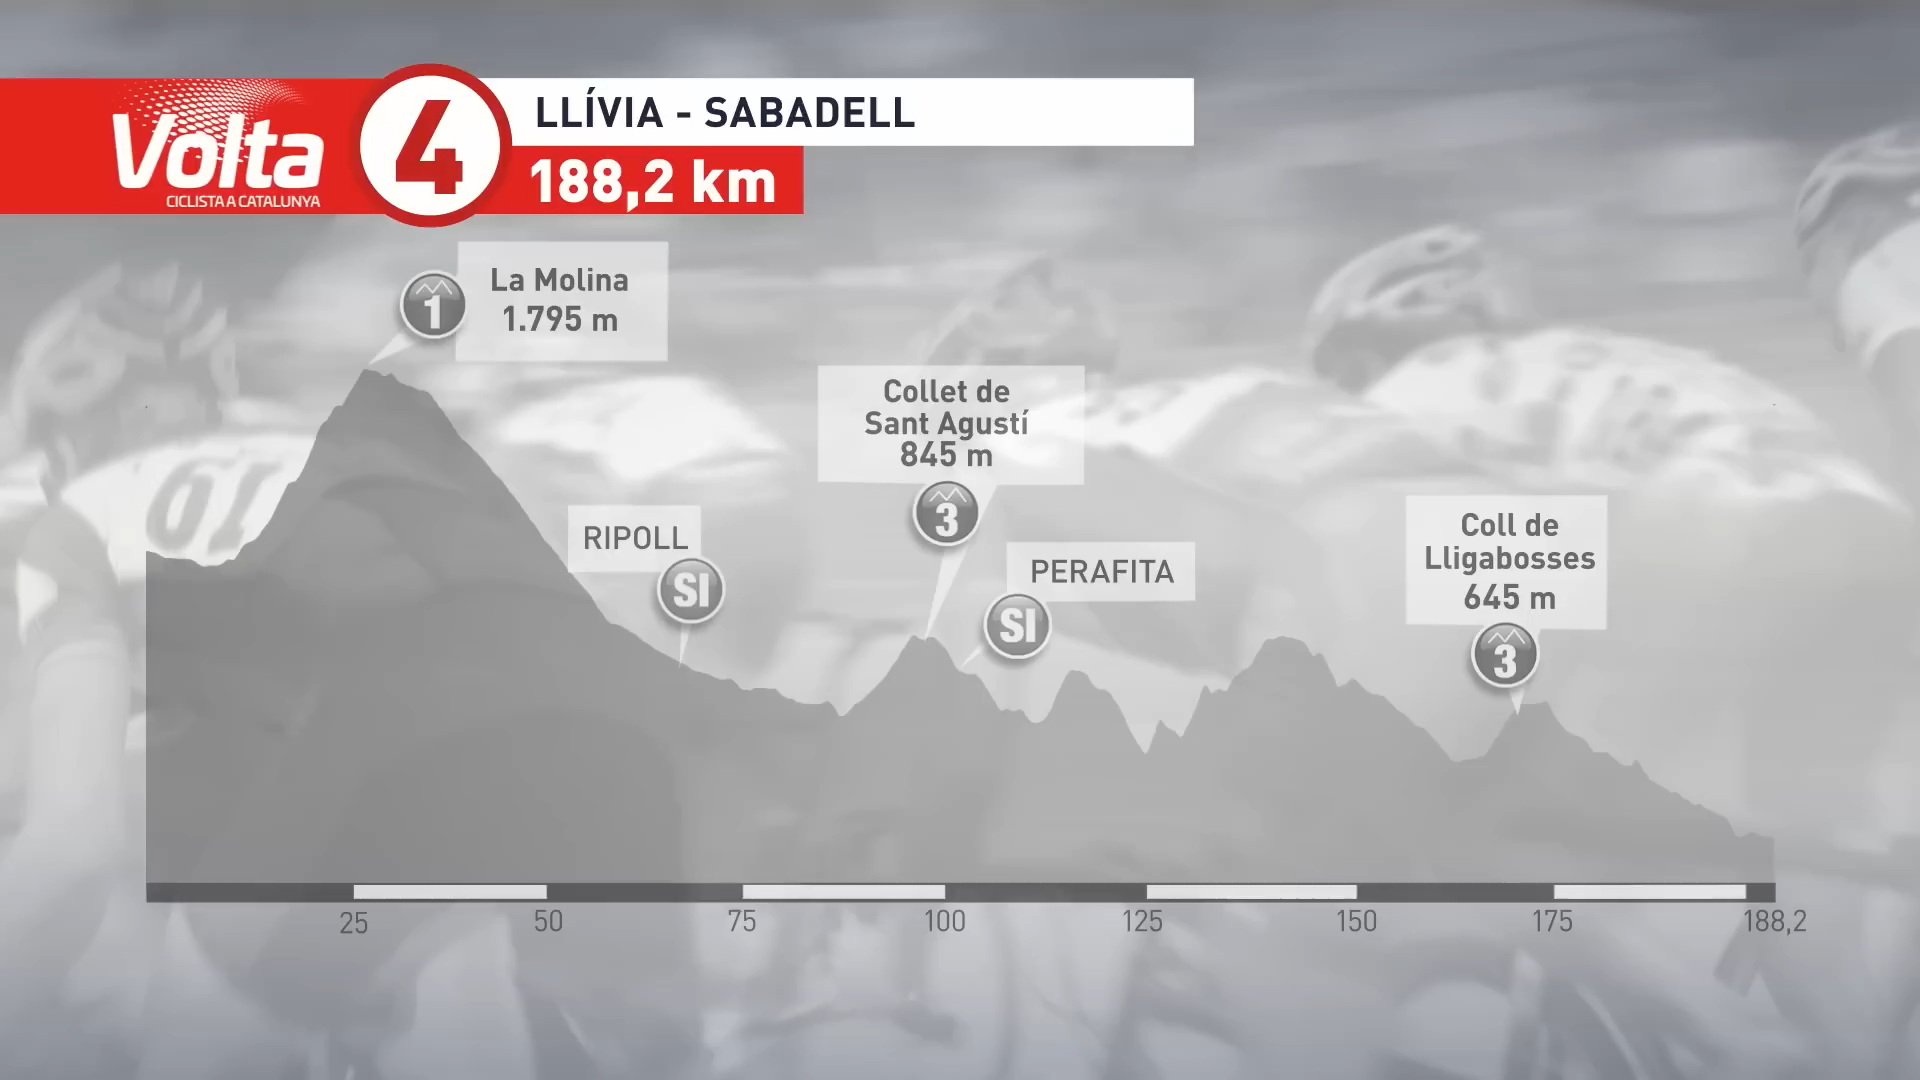 Volta
CICLISTA A CATALUNYA
4
LLÍVIA - SABADELL
188,2 km
1
La Molina
1.795 m
RIPOLL
SI
Collet de
Sant Agustí
845 m
3
PERAFITA
SI
Coll de
Lligabosses
645 m
3
01
25
50
75
100
125
150
175
188,2